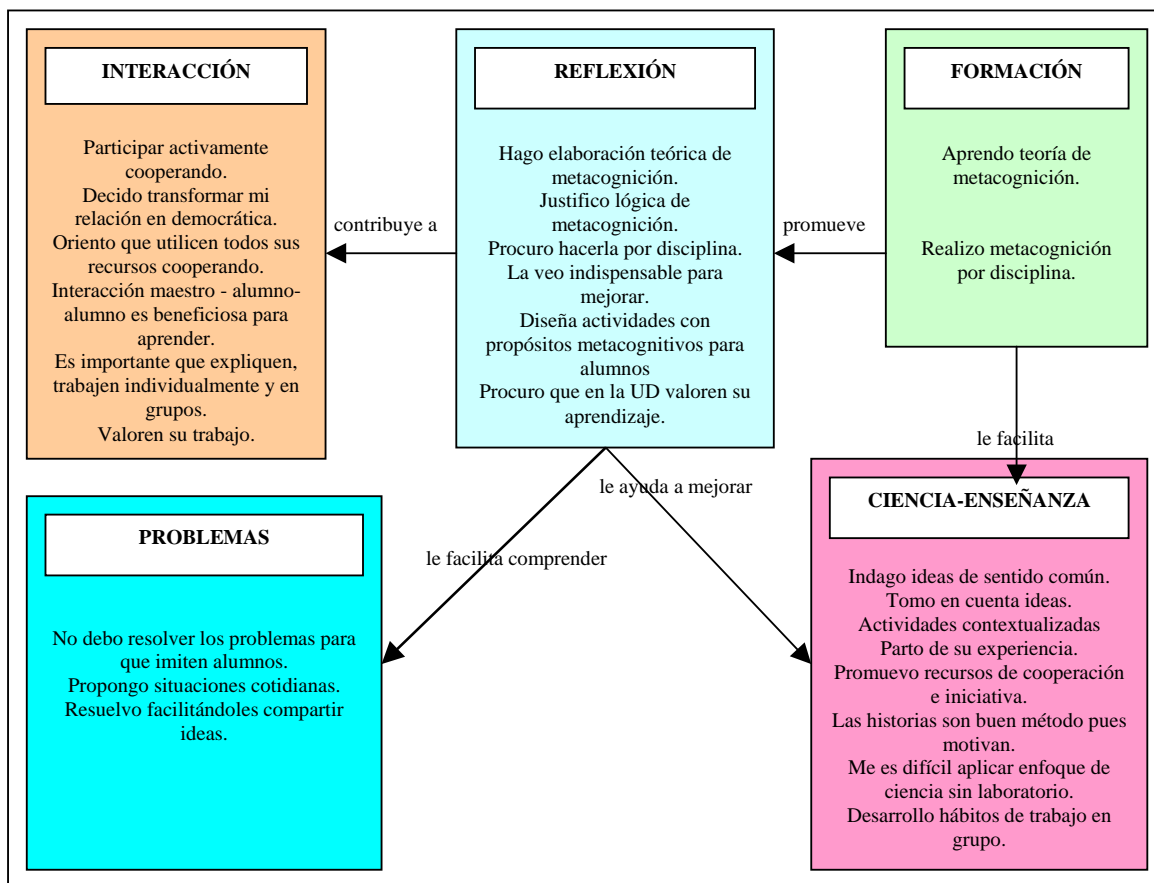 INTERACCIÓN
Participar activamente
cooperando.
Decido transformar mi
relación en democrática.
Oriento que utilicen todos sus
recursos cooperando.
Interacción maestro - alumno-
alumno es beneficiosa para
aprender.
Es importante que expliquen,
trabajen individualmente y en
grupos.
Valoren su trabajo.
contribuye a
REFLEXIÓN
Hago elaboración teórica de
metacognición.
Justifico lógica de
metacognición.
Procuro hacerla por disciplina.
La veo indispensable para
mejorar.
Diseña actividades con
propósitos metacognitivos para
alumnos
Procuro que en la UD valoren su
aprendizaje.
promueve
FORMACIÓN
Aprendo teoría de
metacognición.
Realizo metacognición
por disciplina.
le facilita
le ayuda a mejorar
le facilita comprender
PROBLEMAS
No debo resolver los problemas para
que imiten alumnos.
Propongo situaciones cotidianas.
Resuelvo facilitándoles compartir
ideas.
CIENCIA-ENSEÑANZA
Indago ideas de sentido común.
Tomo en cuenta ideas.
Actividades contextualizadas
Parto de su experiencia.
Promuevo recursos de cooperación
e iniciativa.
Las historias son buen método pues
motivan.
Me es difícil aplicar enfoque de
ciencia sin laboratorio.
Desarrollo hábitos de trabajo en
grupo.